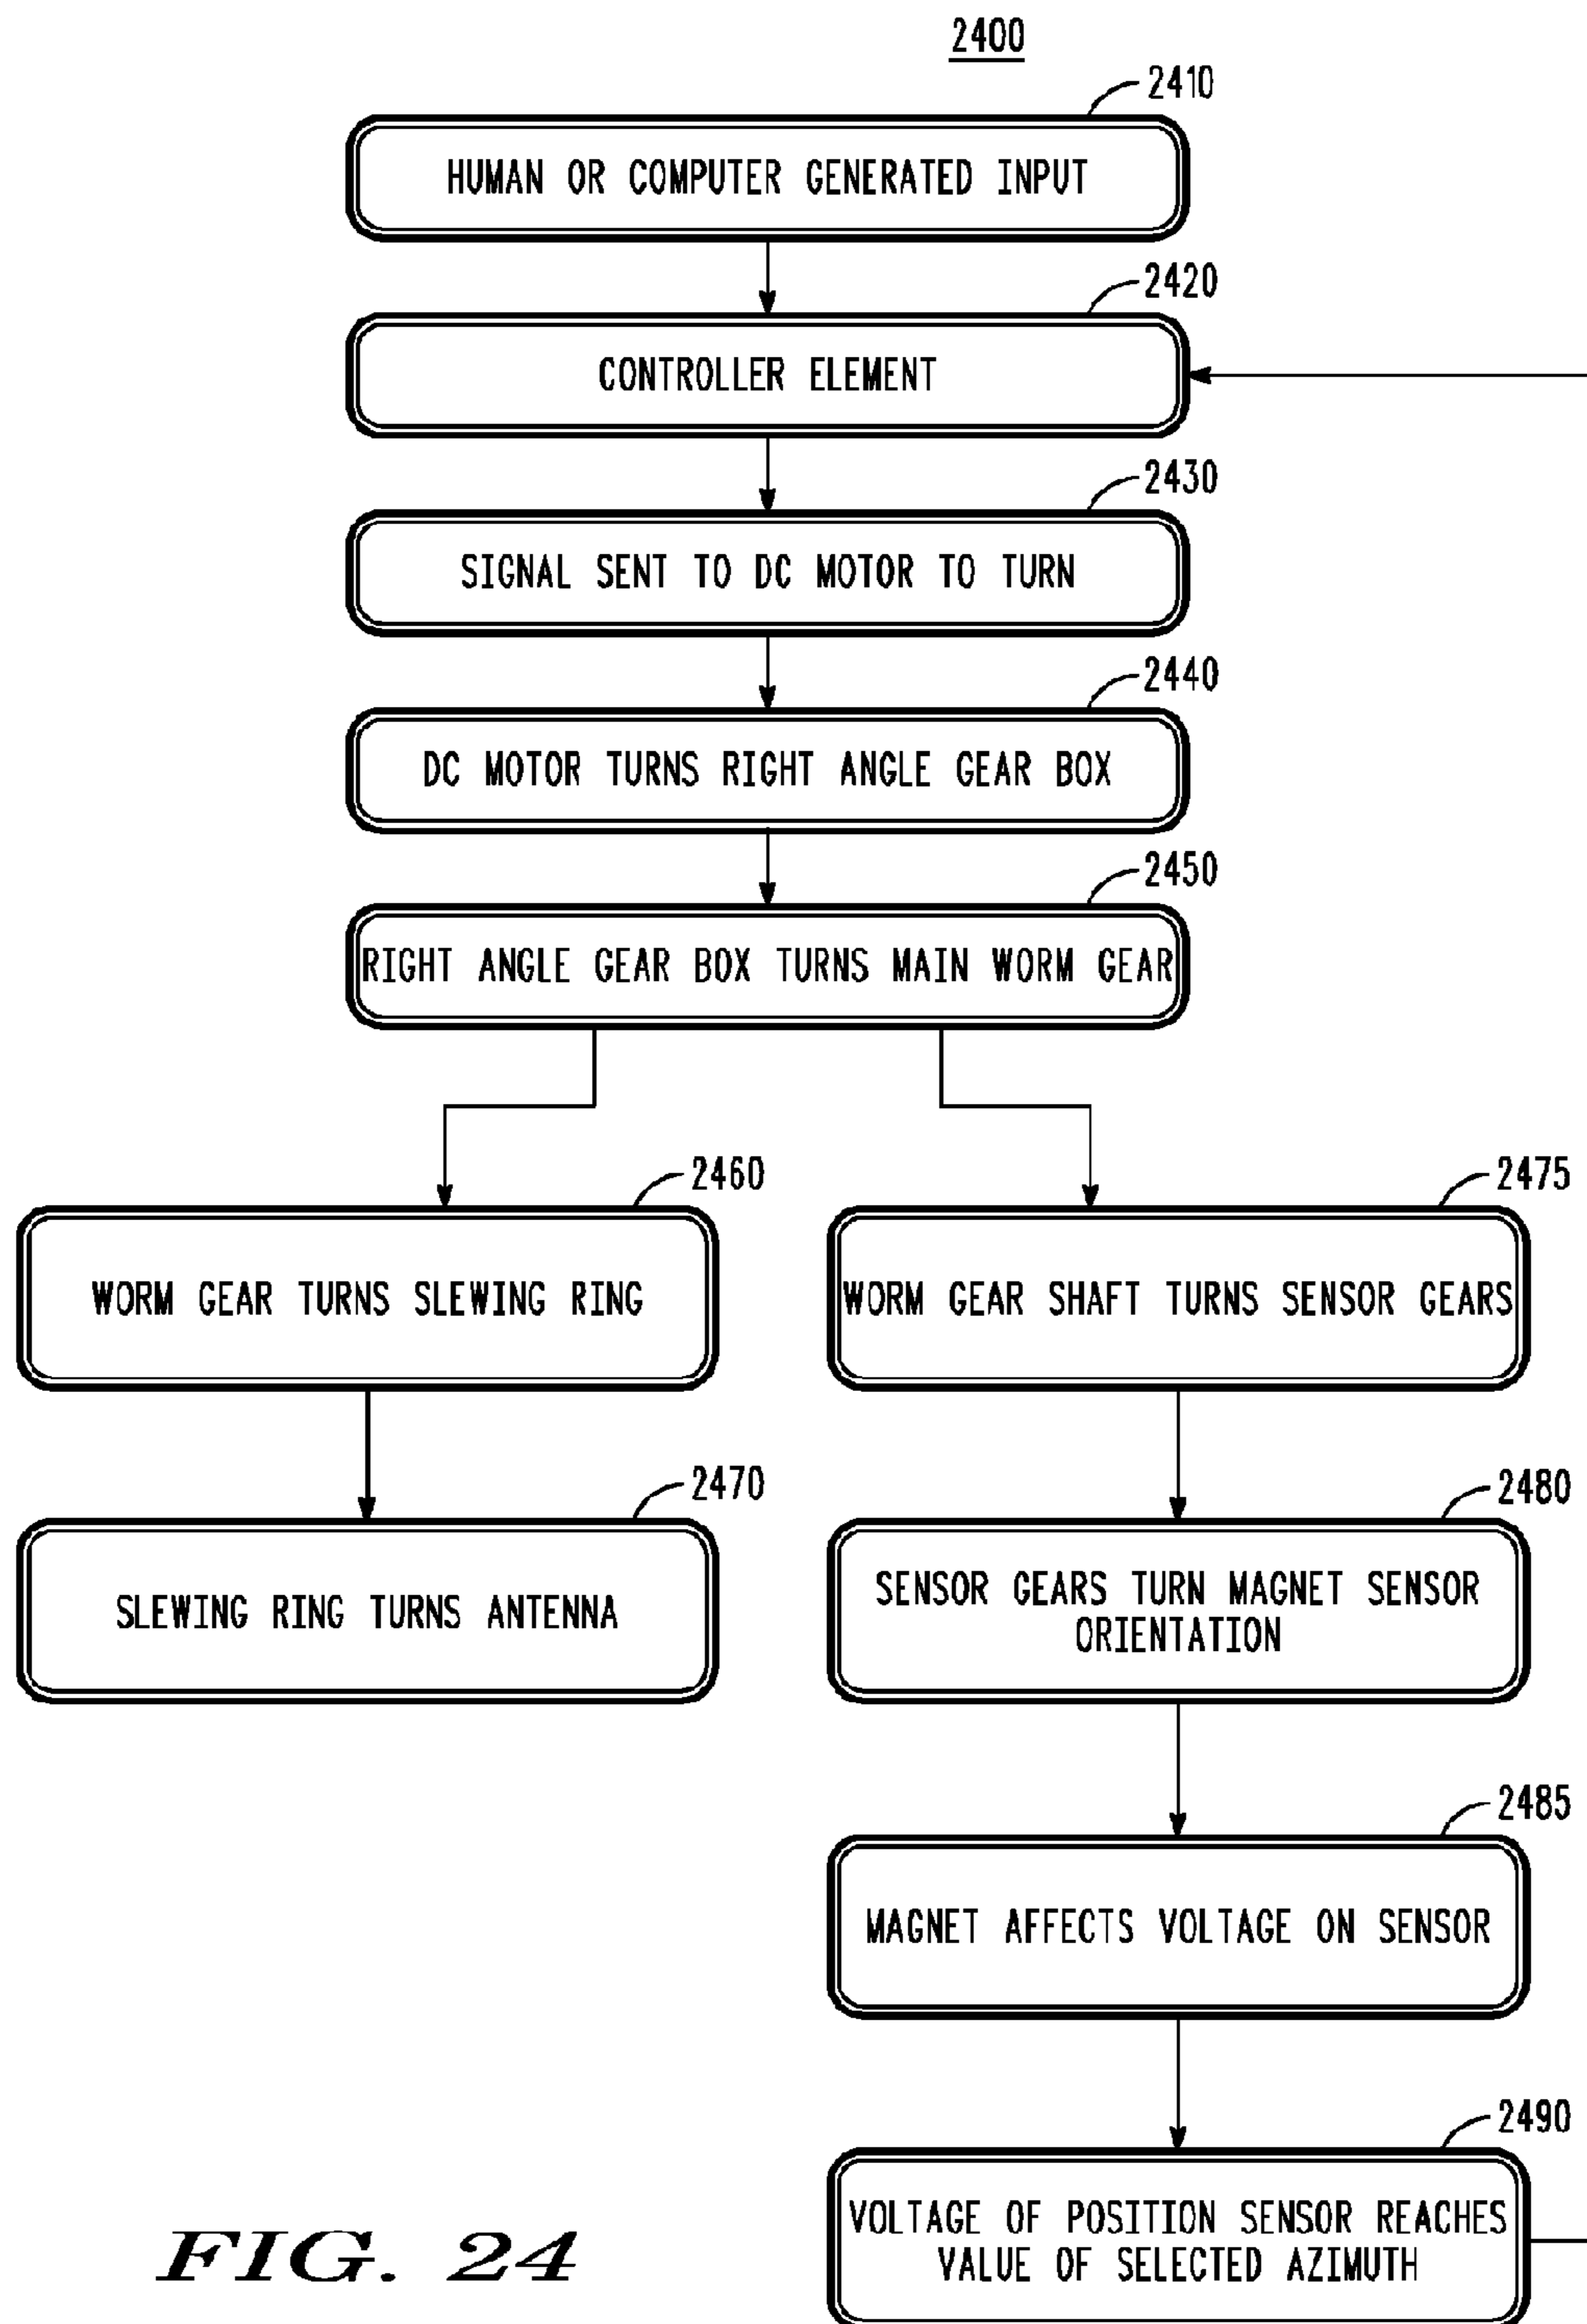 2400
2410
HUMAN OR COMPUTER GENERATED INPUT
2420
CONTROLLER ELEMENT
2430
SIGNAL SENT TO DC MOTOR TO TURN
2440
DC MOTOR TURNS RIGHT ANGLE GEAR BOX
2450
RIGHT ANGLE GEAR BOX TURNS MAIN WORM GEAR
2460
WORM GEAR TURNS SLEWING RING
2470
SLEWING RING TURNS ANTENNA
2475
WORM GEAR SHAFT TURNS SENSOR GEARS
2480
SENSOR GEARS TURN MAGNET SENSOR
ORIENTATION
2485
MAGNET AFFECTS VOLTAGE ON SENSOR
2490
VOLTAGE OF POSITION SENSOR REACHES
VALUE OF SELECTED AZIMUTH
FIG. 24